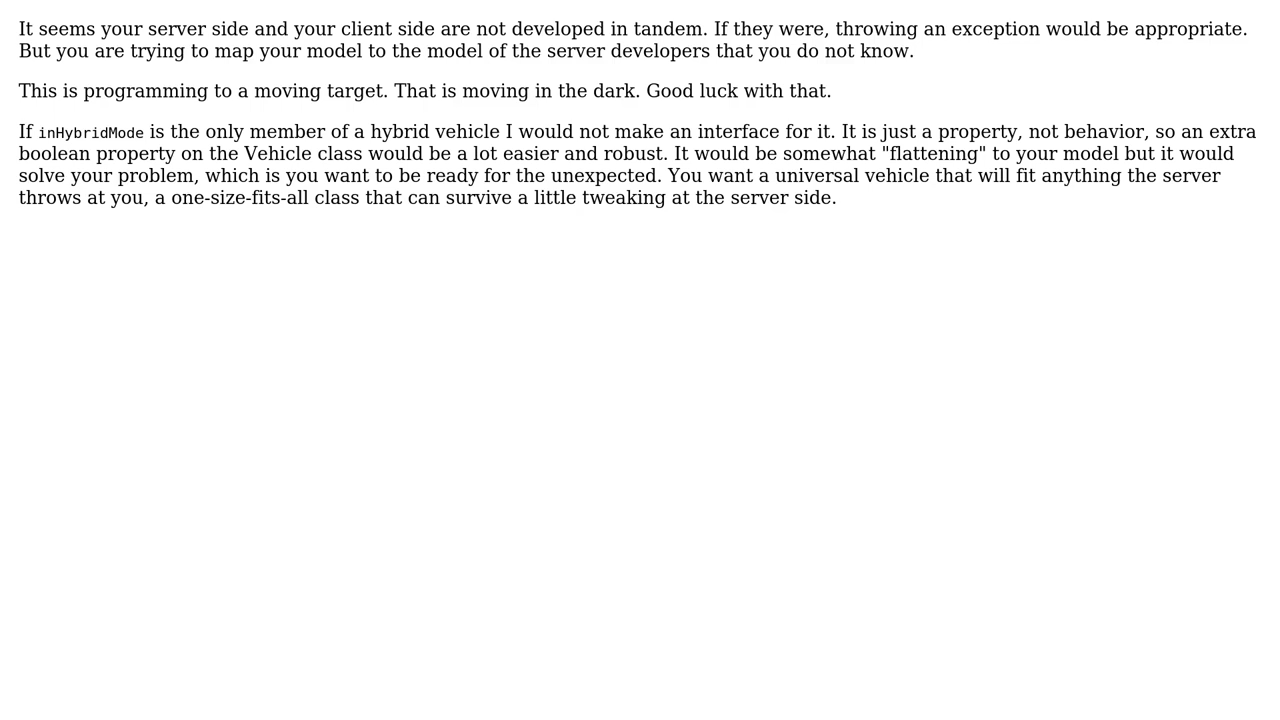 It seems your server side and your client side are not developed in tandem. If they were, throwing an exception would be appropriate.
But you are trying to map your model to the model of the server developers that you do not know.
This is programming to a moving target. That is moving in the dark. Good luck with that.
If inHybridMode is the only member of a hybrid vehicle I would not make an interface for it. It is just a property, not behavior, so an extra
boolean property on the Vehicle class would be a lot easier and robust. It would be somewhat "flattening" to your model but it would
solve your problem, which is you want to be ready for the unexpected. You want a universal vehicle that will fit anything the server
throws at you, a one-size-fits-all class that can survive a little tweaking at the server side.